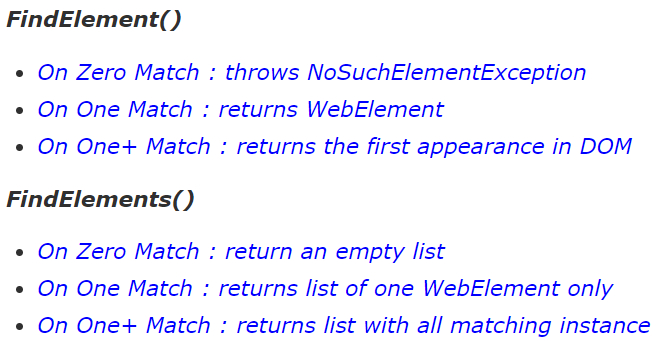 FindElement()
• On Zero Match : throws NoSuchElementException
• On One Match : returns WebElement
• On One+ Match : returns the first appearance in DOM
FindElements()
• On Zero Match : return an empty list
• On One Match : returns list of one WebElement only
• On One+ Match : returns list with all matching instance